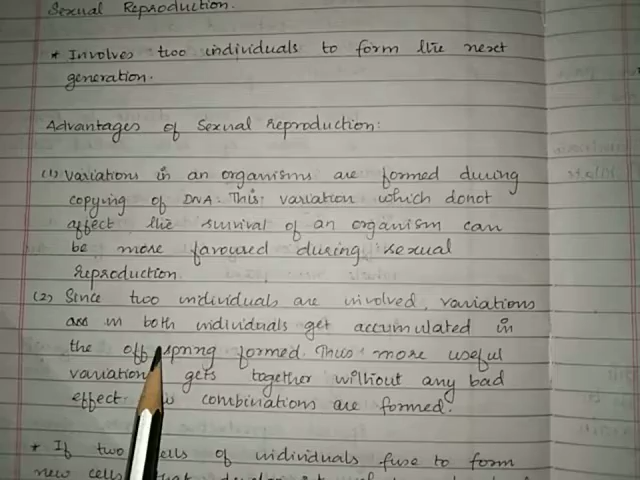 Sexual Reproduction.
* Involves two individuals to form the next
generation.
Advantages of Sexual Reproduction:
(1) Variations in an organisms are formed during
copying of DNA. This variation which donot
affect the survival of an organism can
be more favoured during sexual
Reproduction.
(2) Since two individuals are involved, variations
are in both individuals get accumulated in
the offspring formed. Thus more useful
variation gets together without any bad
effect. combinations are formed.
* If two cells of individuals fuse to form
new cells